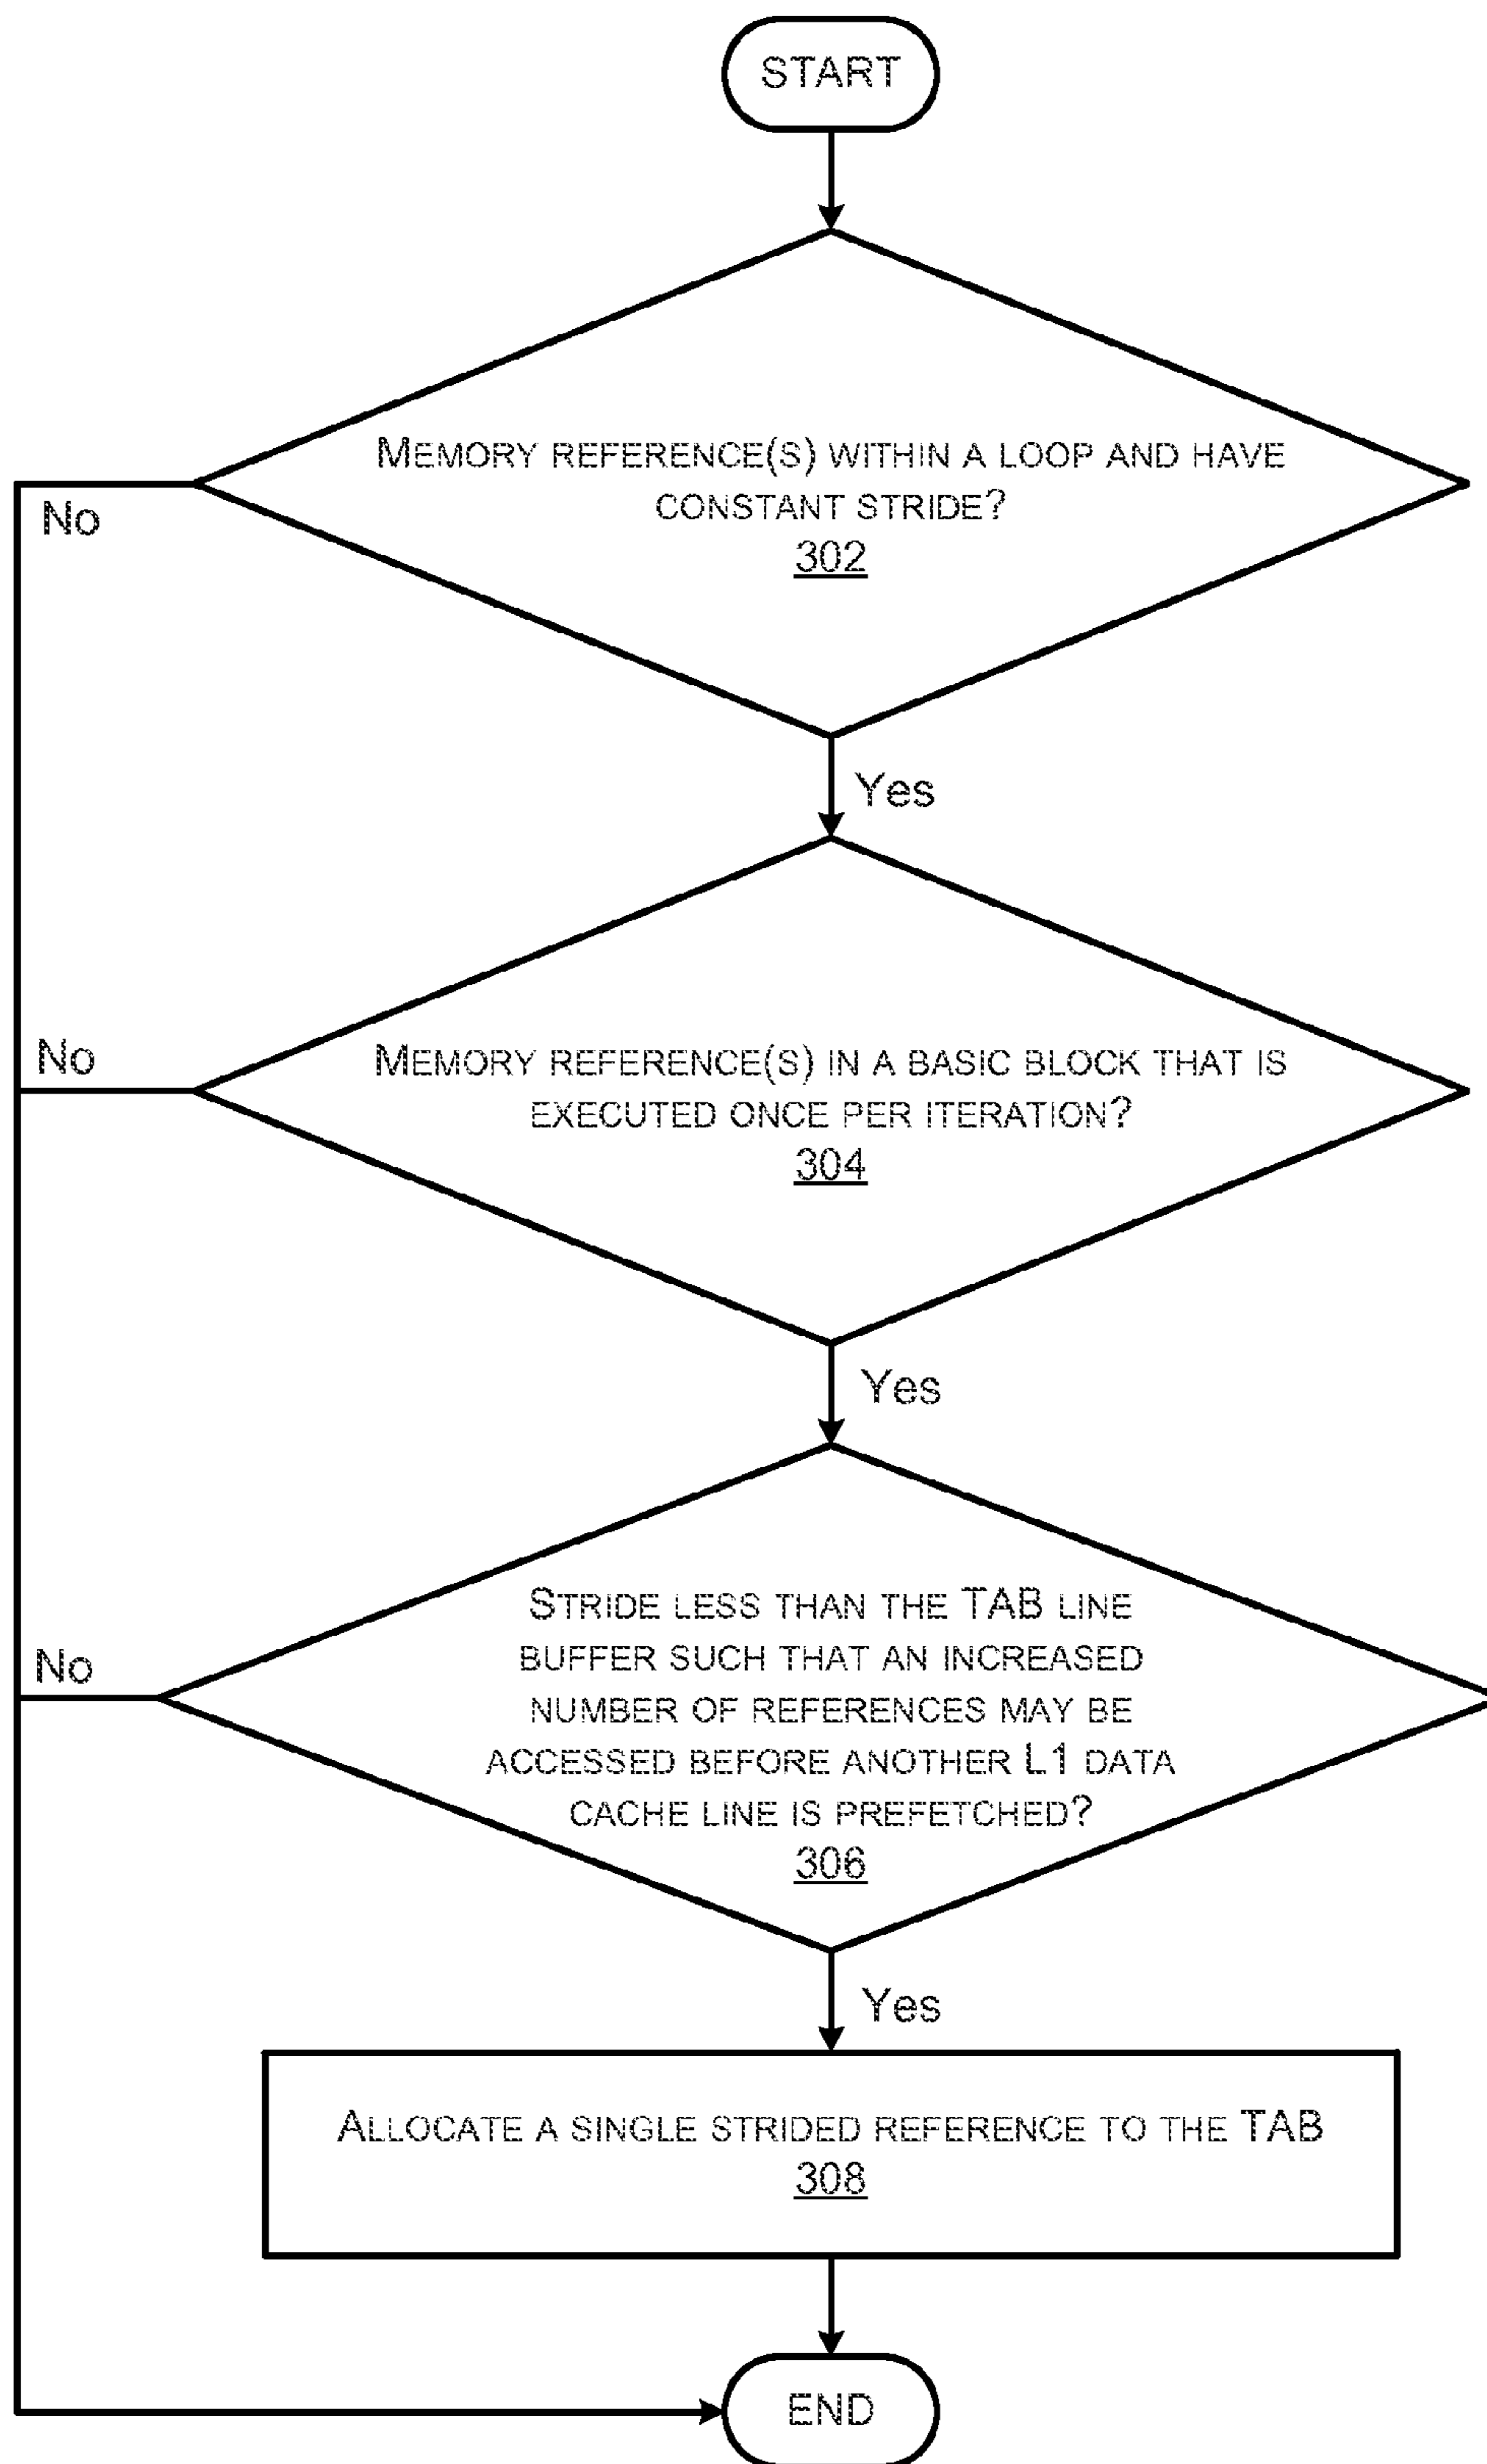 START
MEMORY REFERENCE(S) WITHIN A LOOP AND HAVE
CONSTANT STRIDE?
302
No
Yes
MEMORY REFERENCE(S) IN A BASIC BLOCK THAT IS
EXECUTED ONCE PER ITERATION?
304
No
Yes
STRIDE LESS THAN THE TAB LINE
BUFFER SUCH THAT AN INCREASED
NUMBER OF REFERENCES MAY BE
ACCESSED BEFORE ANOTHER L1 DATA
CACHE LINE IS PREFETCHED?
306
No
Yes
ALLOCATE A SINGLE STRIDED REFERENCE TO THE TAB
308
END